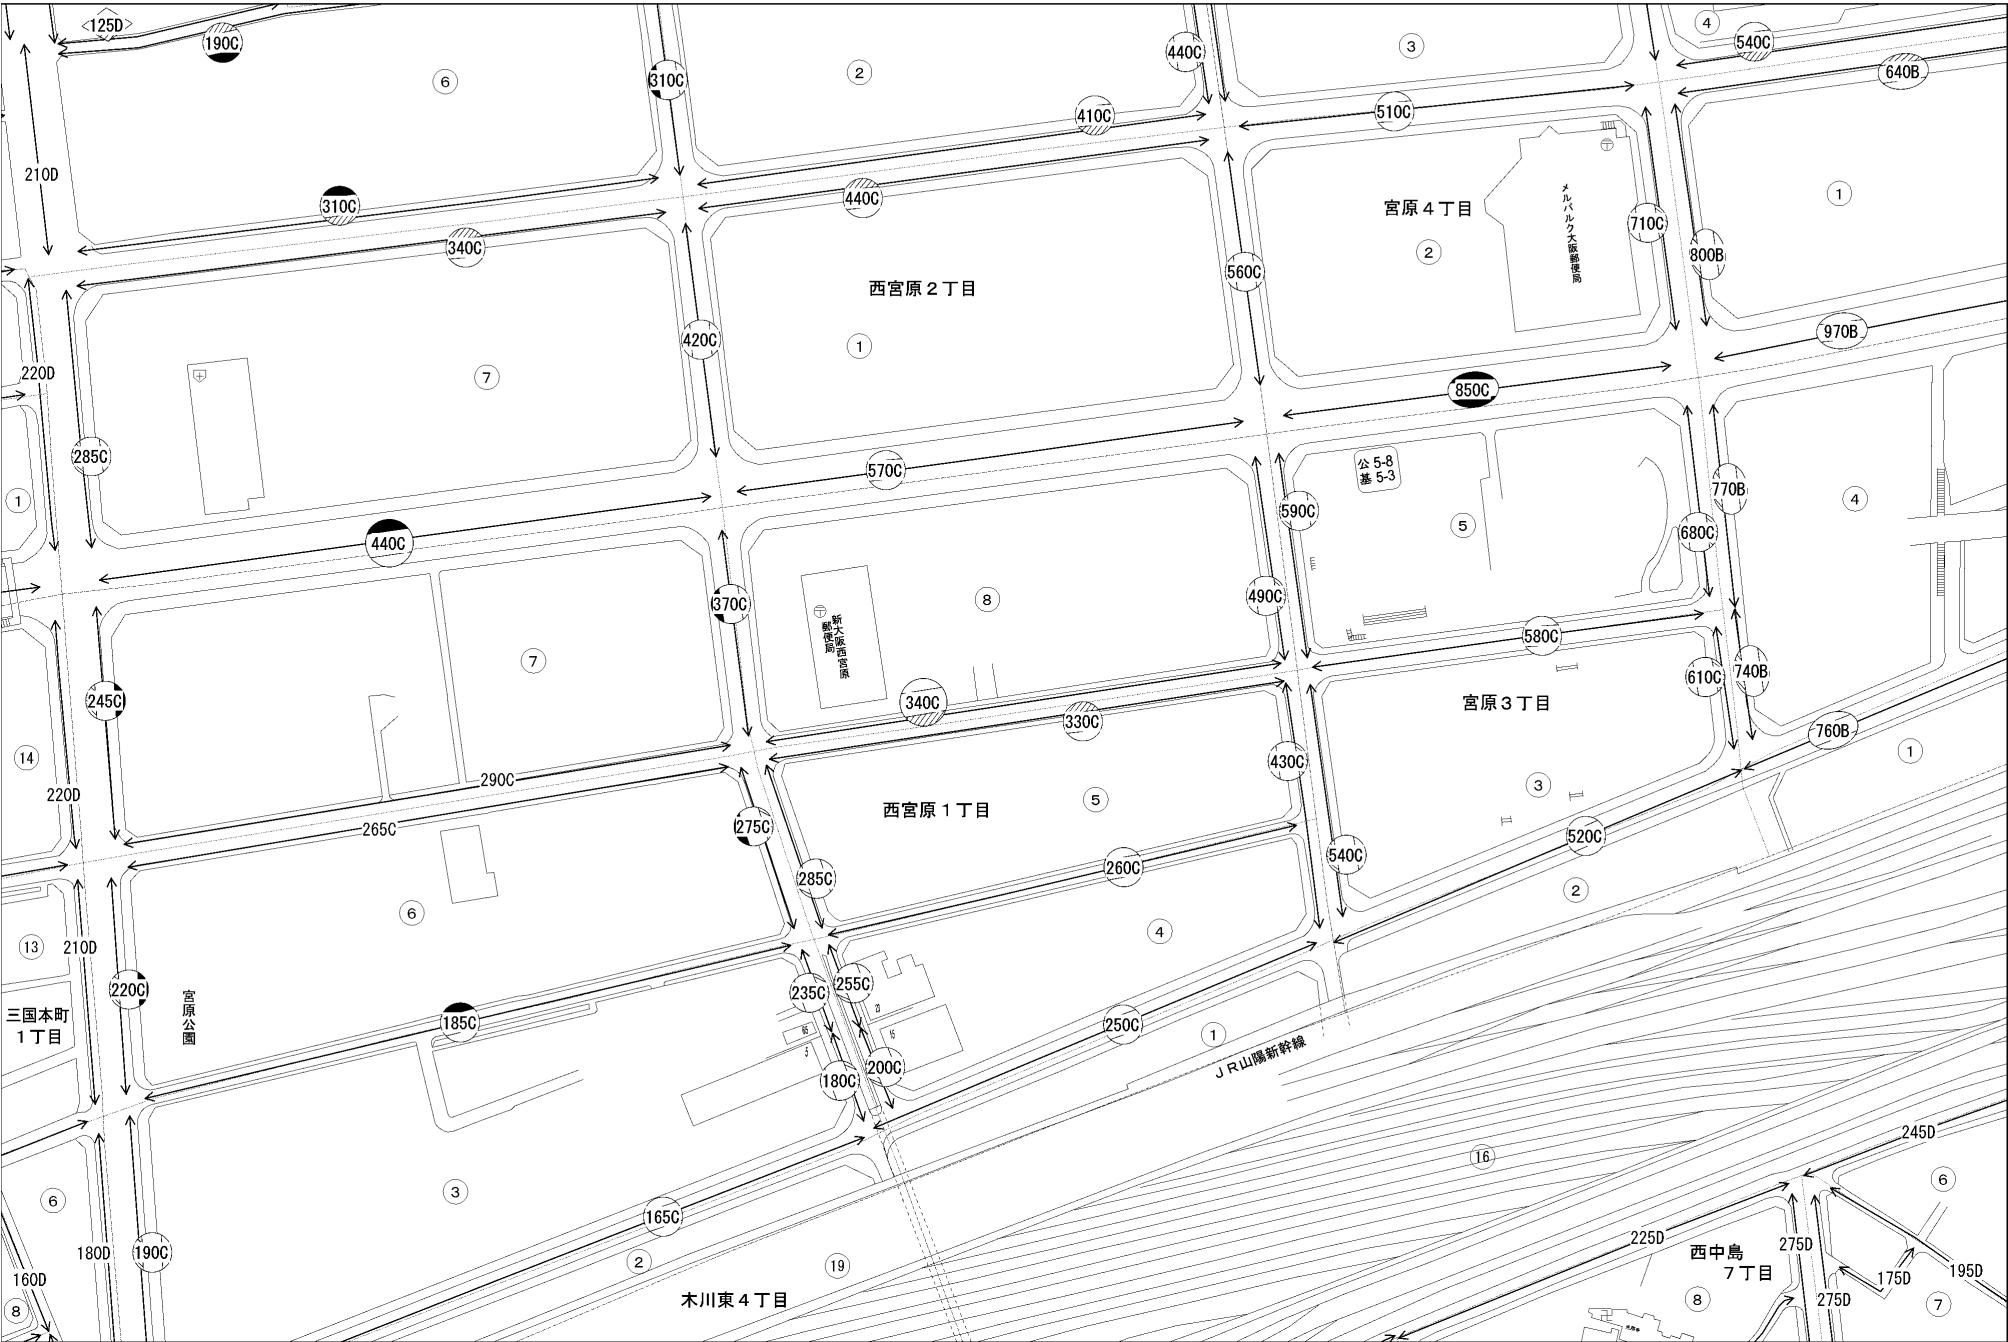 125D
190C
440C
④
540C
310C
⑥
②
③
640B
410C
510C
210D
310C
440C
宮原４丁目
メルパルク大阪郵便局
①
710C
340C
②
800B
560C
西宮原２丁目
420C
①
970B
220D
⑦
850C
285C
570C
公 5-8
基 5-3
770B
①
590C
④
⑤
680C
440C
370C
490C
⑧
新大阪西宮原
郵便局
580C
⑦
740B
610C
245C
340C
宮原３丁目
330C
760B
①
14
430C
290C
220D
③
⑤
西宮原１丁目
275C
265C
520C
540C
260C
285C
②
⑥
④
13
210D
255C
235C
220C
宮原公園
三国本町
１丁目
185C
250C
①
23
65
15
5
ＪＲ山陽新幹線
200C
180C
245D
16
⑥
③
⑥
165C
225D
西中島
７丁目
275D
190C
180D
②
19
195D
175D
160D
木川東４丁目
275D
⑧
⑦
⑧